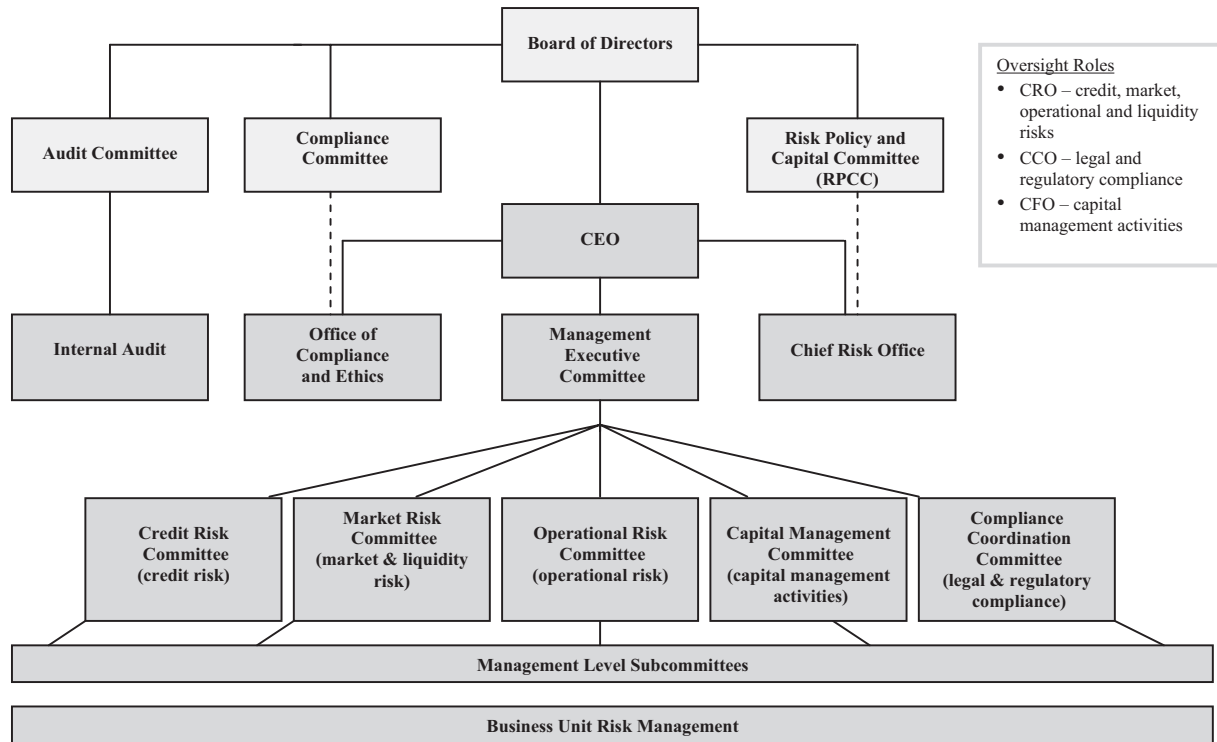 Board of Directors
Oversight Roles
• CRO – credit, market,
operational and liquidity
risks
• CCO – legal and
regulatory compliance
• CFO – capital
management activities
Audit Committee
Compliance
Committee
Risk Policy and
Capital Committee
(RPCC)
CEO
Internal Audit
Office of
Compliance
and Ethics
Management
Executive
Committee
Chief Risk Office
Credit Risk
Committee
(credit risk)
Market Risk
Committee
(market & liquidity
risk)
Operational Risk
Committee
(operational risk)
Capital Management
Committee
(capital management
activities)
Compliance
Coordination
Committee
(legal & regulatory
compliance)
Management Level Subcommittees
Business Unit Risk Management